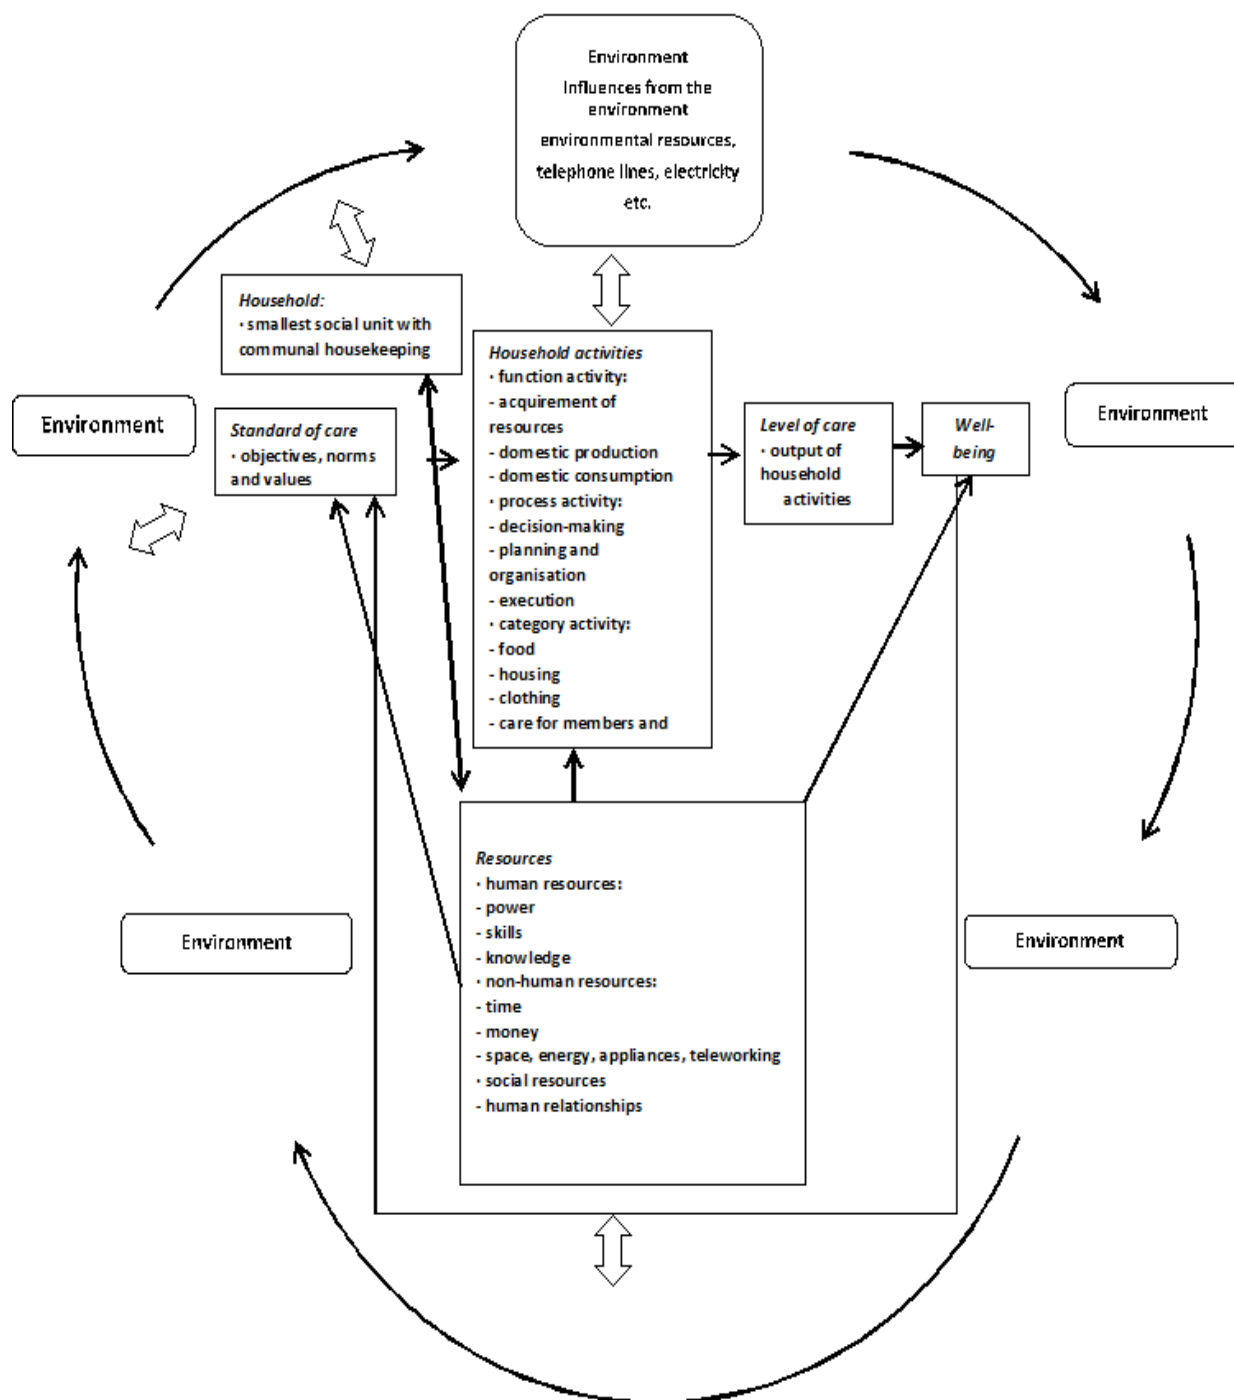 Environment
Influences from the
environment
environmental resources,
telephone lines, electricity
etc.
Household:
· smallest social unit with
communal housekeeping
Environment
Standard of care
· objectives, norms
and values
Household activities
· function activity:
- acquirement of
resources
- domestic production
- domestic consumption
· process activity:
- decision-making
- planning and
organisation
- execution
· category activity:
- food
- housing
- clothing
- care for members and
Level of care
· output of
household
activities
Well-
being
Environment
Resources
· human resources:
- power
- skills
- knowledge
· non-human resources:
- time
- money
- space, energy, appliances, teleworking
· social resources
- human relationships
Environment
Environment